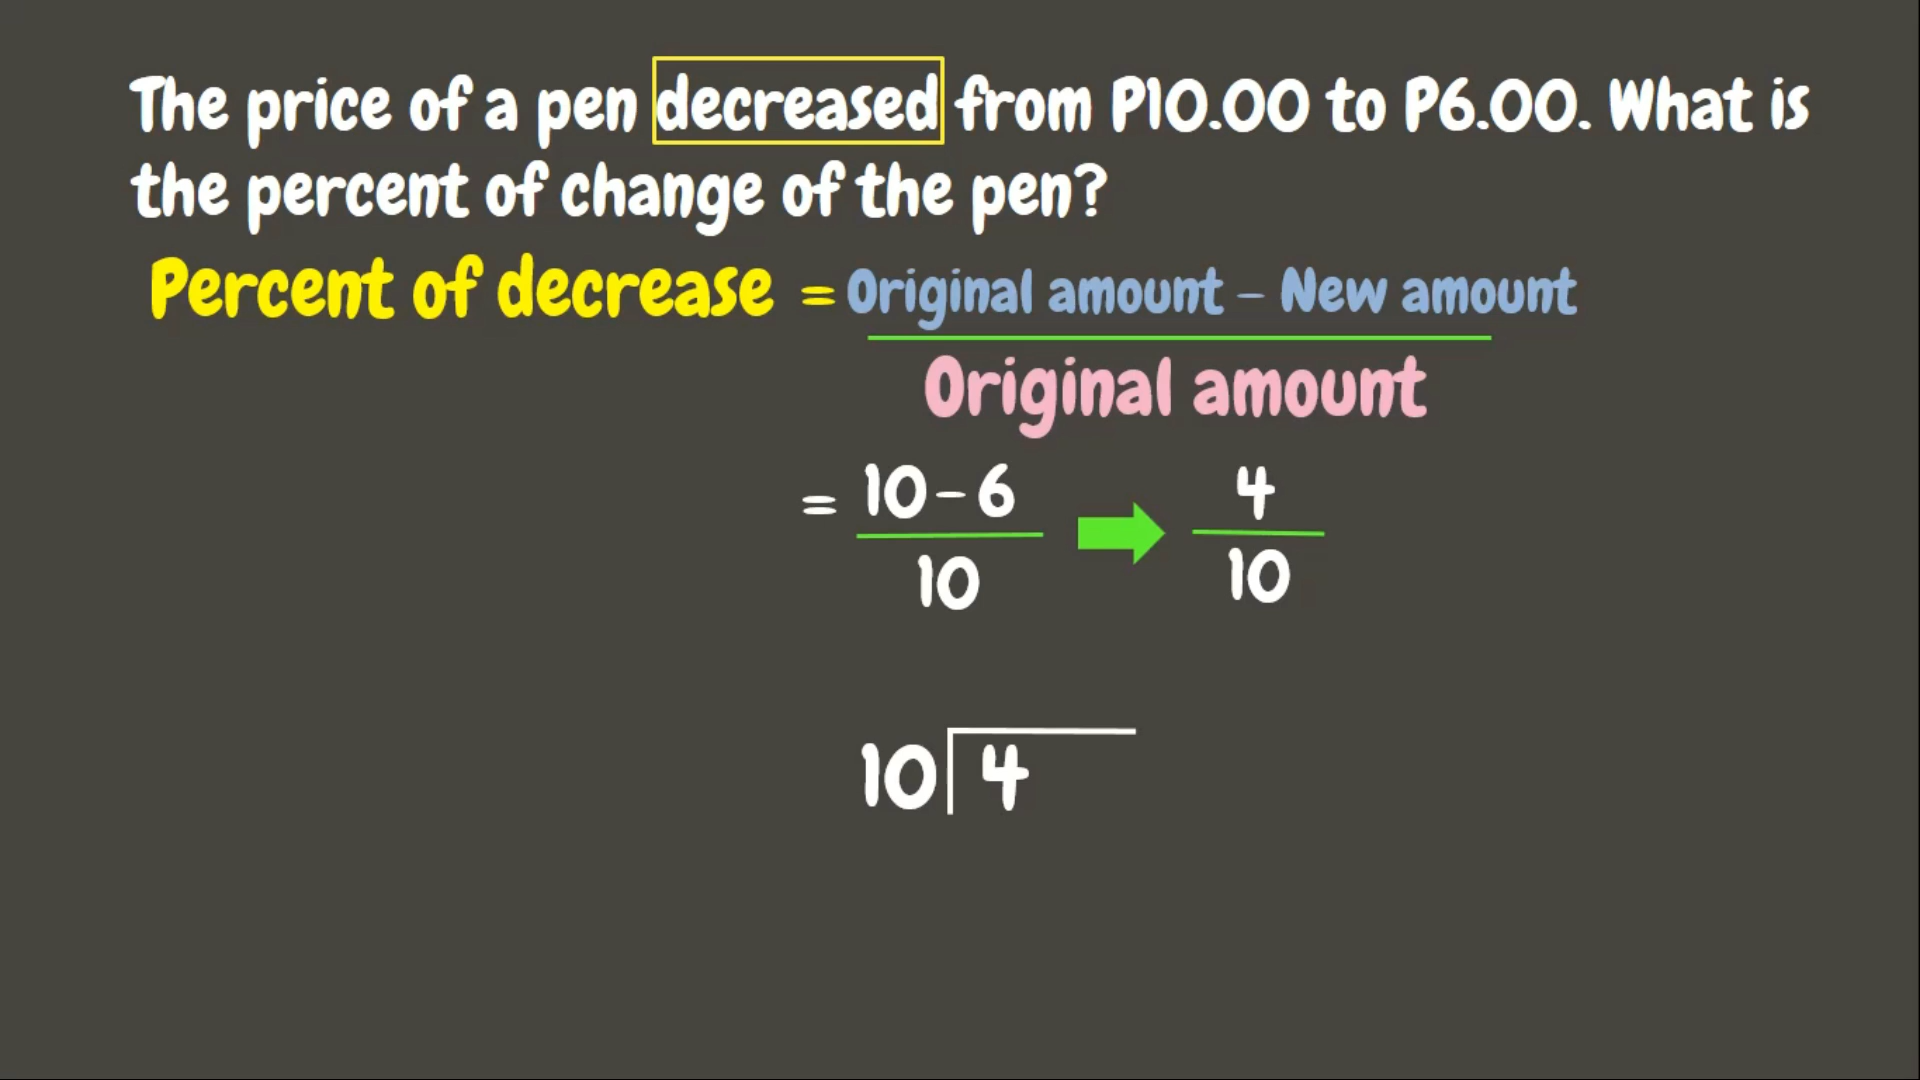 The price of a pen decreased from P10.00 to P6.00. What is
the percent of change of the pen?
Percent of decrease = Original amount - New amount
Original amount
= 10 - 6 4
10 10
10 4